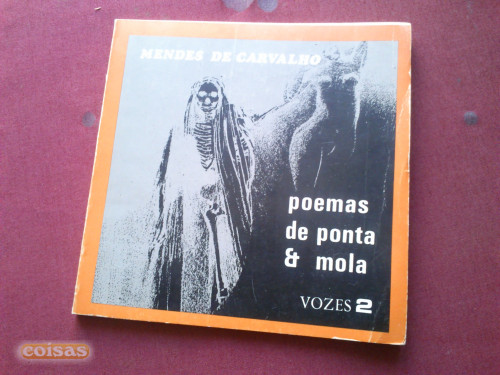 MENDES DE CARVALHO
poemas
de ponta
& mola
VOZES 2
coisas